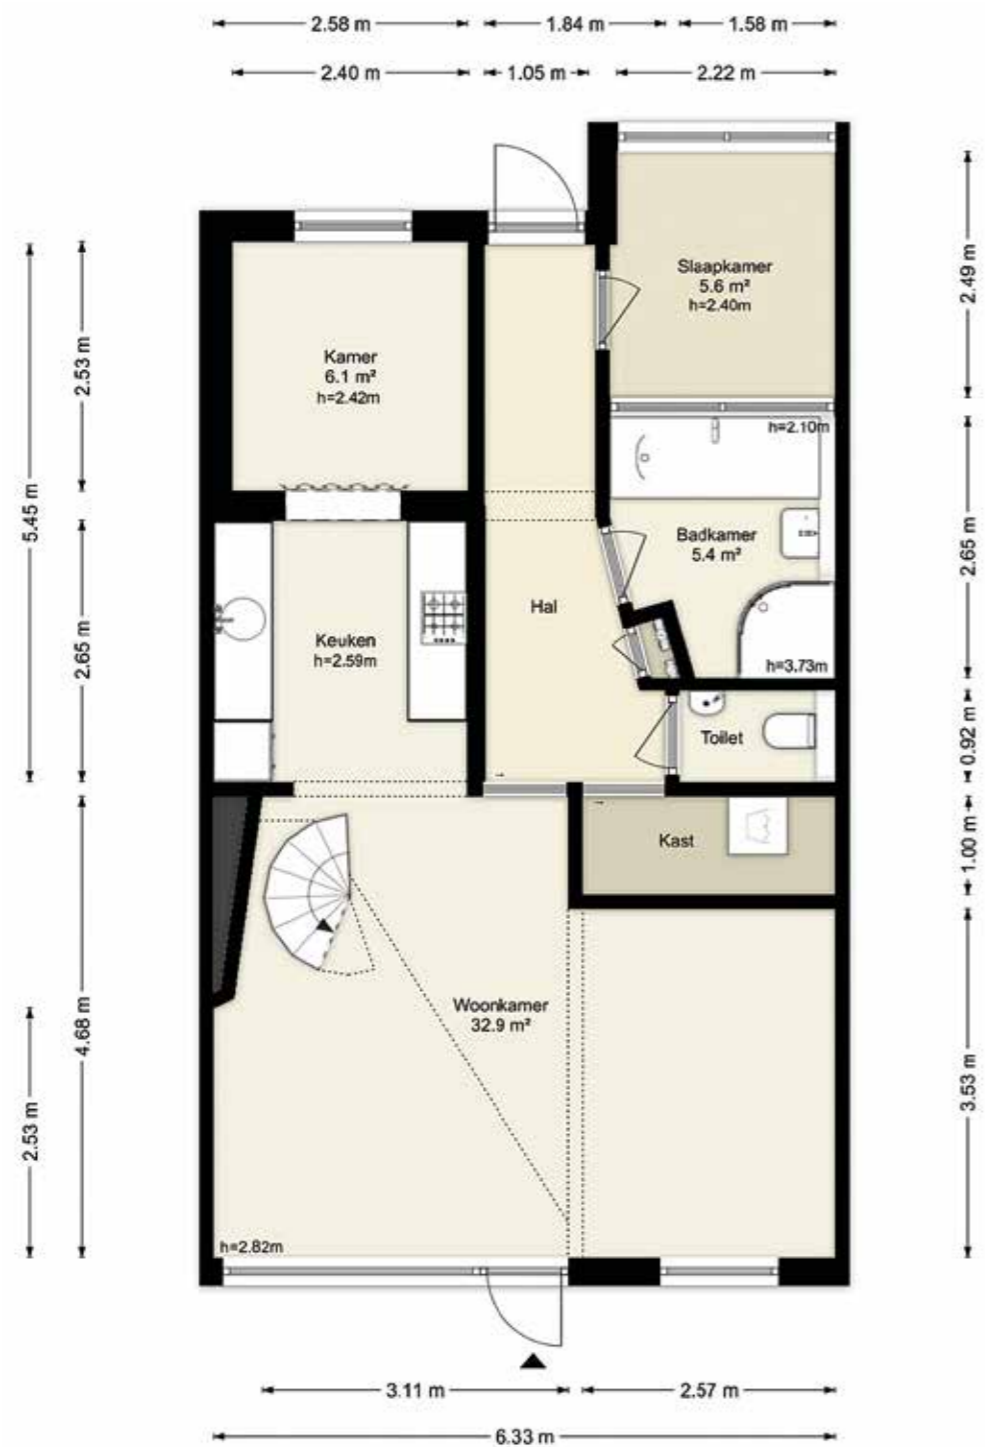 2.58 m 1.84 m 1.58 m
2.40 m 1.05 m 2.22 m
Slaapkamer
5.6 m²
h=2.40m
2.49 m
2.53 m
Kamer
6.1 m²
h=2.42m
h=2.10m
5.45 m
Badkamer
5.4 m²
2.65 m
Hal
Keuken
h=2.59m
2.65 m
h=3.73m
Toilet
0.92 m
Kast
1.00 m
Woonkamer
32.9 m²
4.68 m
3.53 m
2.53 m
h=2.82m
3.11 m 2.57 m
6.33 m